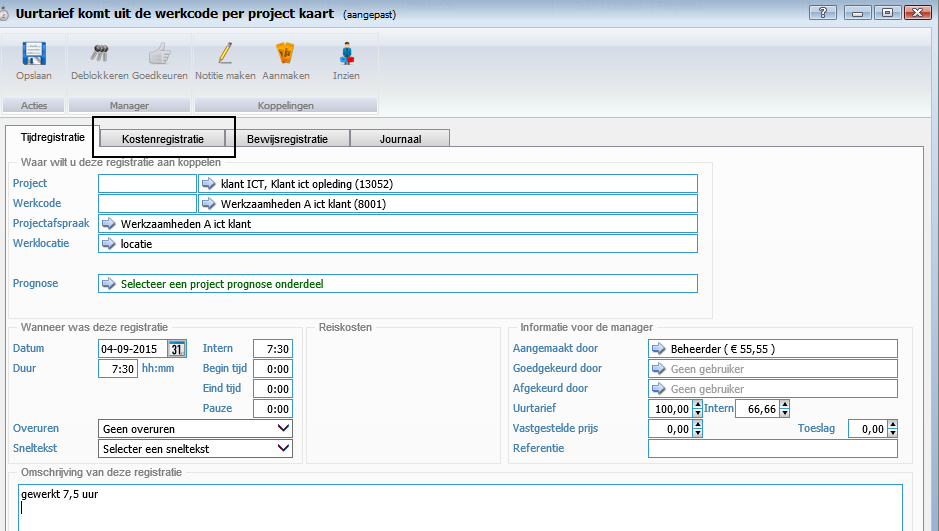 Uurtarief komt uit de werkcode per project kaart (aangepast)
Opslaan Deblokkeren Goedkeuren Notitie maken Aanmaken Inzien
Acties Manager Koppelingen
Tijdregistratie Kostenregistratie Bewijsregistratie Journaal
Waar wilt u deze registratie aan koppelen
Project klant ICT, Klant ict opleding (13052)
Werkcode Werkzaamheden A ict klant (8001)
Projectafspraak Werkzaamheden A ict klant
Werklocatie locatie
Prognose Selecteer een project prognose onderdeel
Wanneer was deze registratie Reiskosten Informatie voor de manager
Datum 04-09-2015 31 Intern 7:30 Aangemaakt door Beheerder ( € 55,55 )
Duur 7:30 hh:mm Begin tijd 0:00 Goedgekeurd door Geen gebruiker
Eind tijd 0:00 Afgekeurd door Geen gebruiker
Pauze 0:00 Uurtarief 100,00 Intern 66,66
Overuren Geen overuren Vastgestelde prijs 0,00 Toeslag 0,00
Sneltekst Selecter een sneltekst Referentie
Omschrijving van deze registratie
gewerkt 7,5 uur